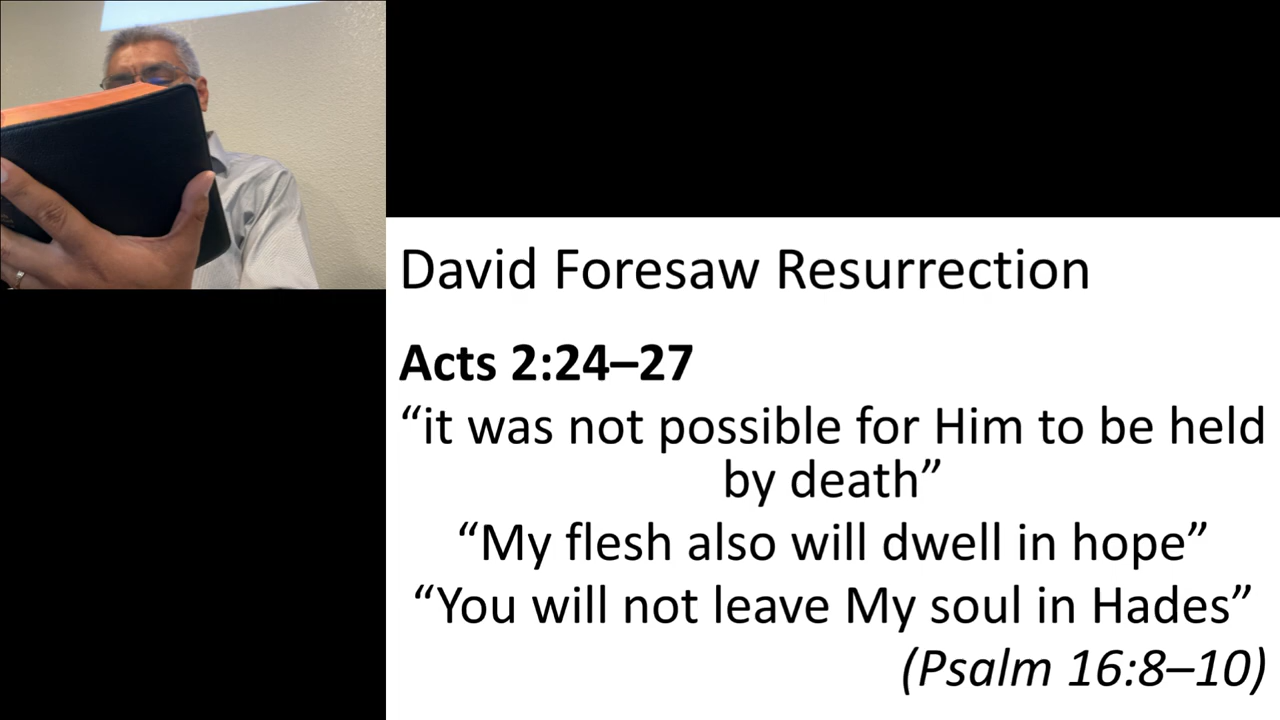 David Foresaw Resurrection
Acts 2:24–27
“it was not possible for Him to be held
by death”
“My flesh also will dwell in hope”
“You will not leave My soul in Hades”
(Psalm 16:8–10)